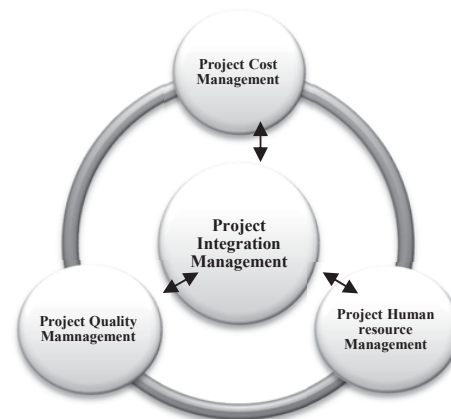 Project Cost
Management
Project
Integration
Management
Project Quality
Mamnagement
Project Human
resource
Management